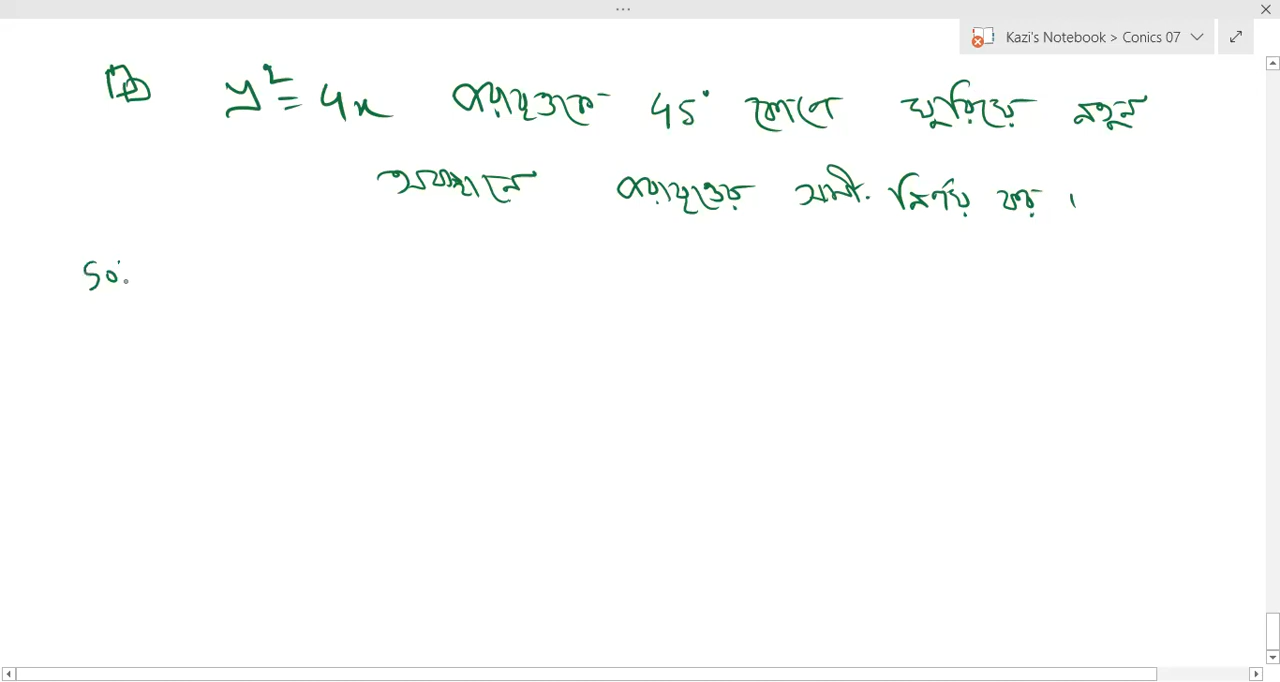 Kazi's Notebook > Conics 07
y² = 4x পরাবৃত্তকে 45° কোণে ঘুরিয়ে নতুন
অবস্থানে পরাবৃত্তের সমী. নির্ণয় কর ।
So: